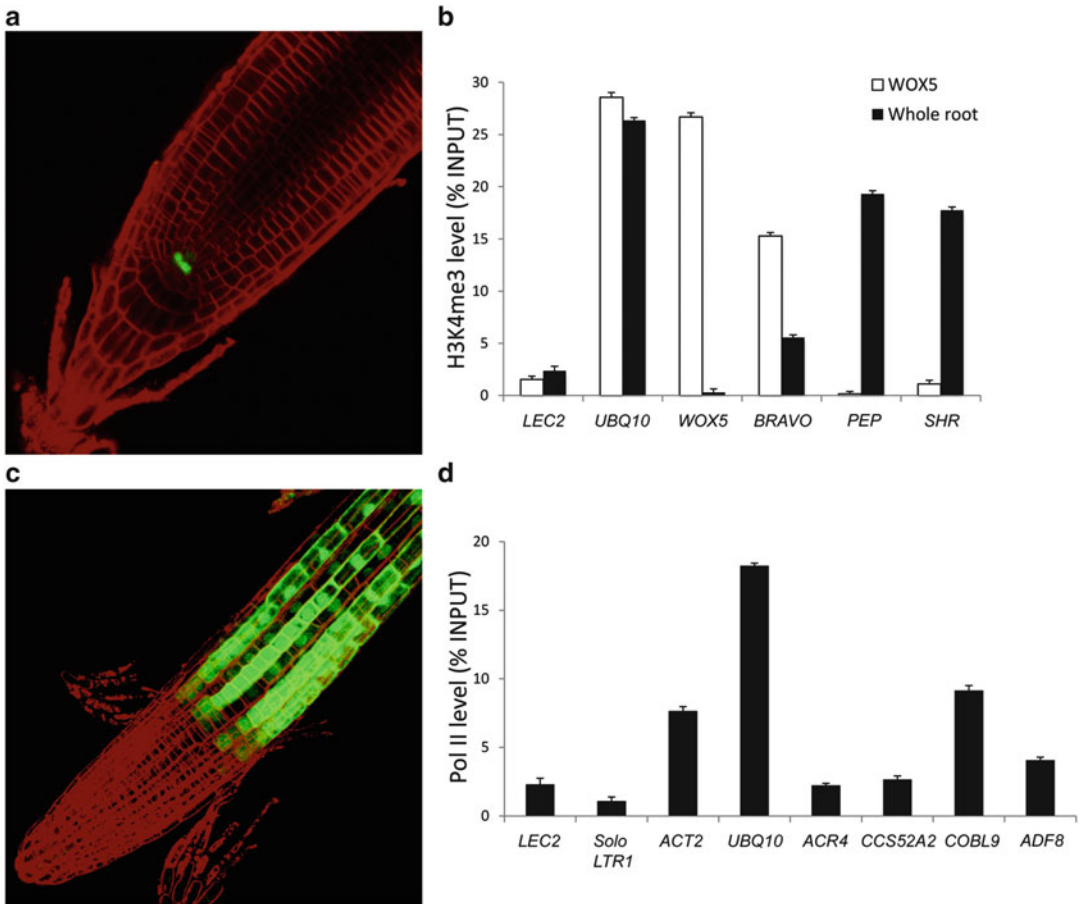 a
b
H3K4me3 level (% INPUT)
30
25
20
15
10
5
0
WOX5
Whole root
LEC2 UBQ10 WOX5 BRAVO PEP SHR
c
d
Pol II level (% INPUT)
20
15
10
5
0
LEC2 Solo ACT2 UBQ10 ACR4 CCS52A2 COBL9 ADF8
LTR1